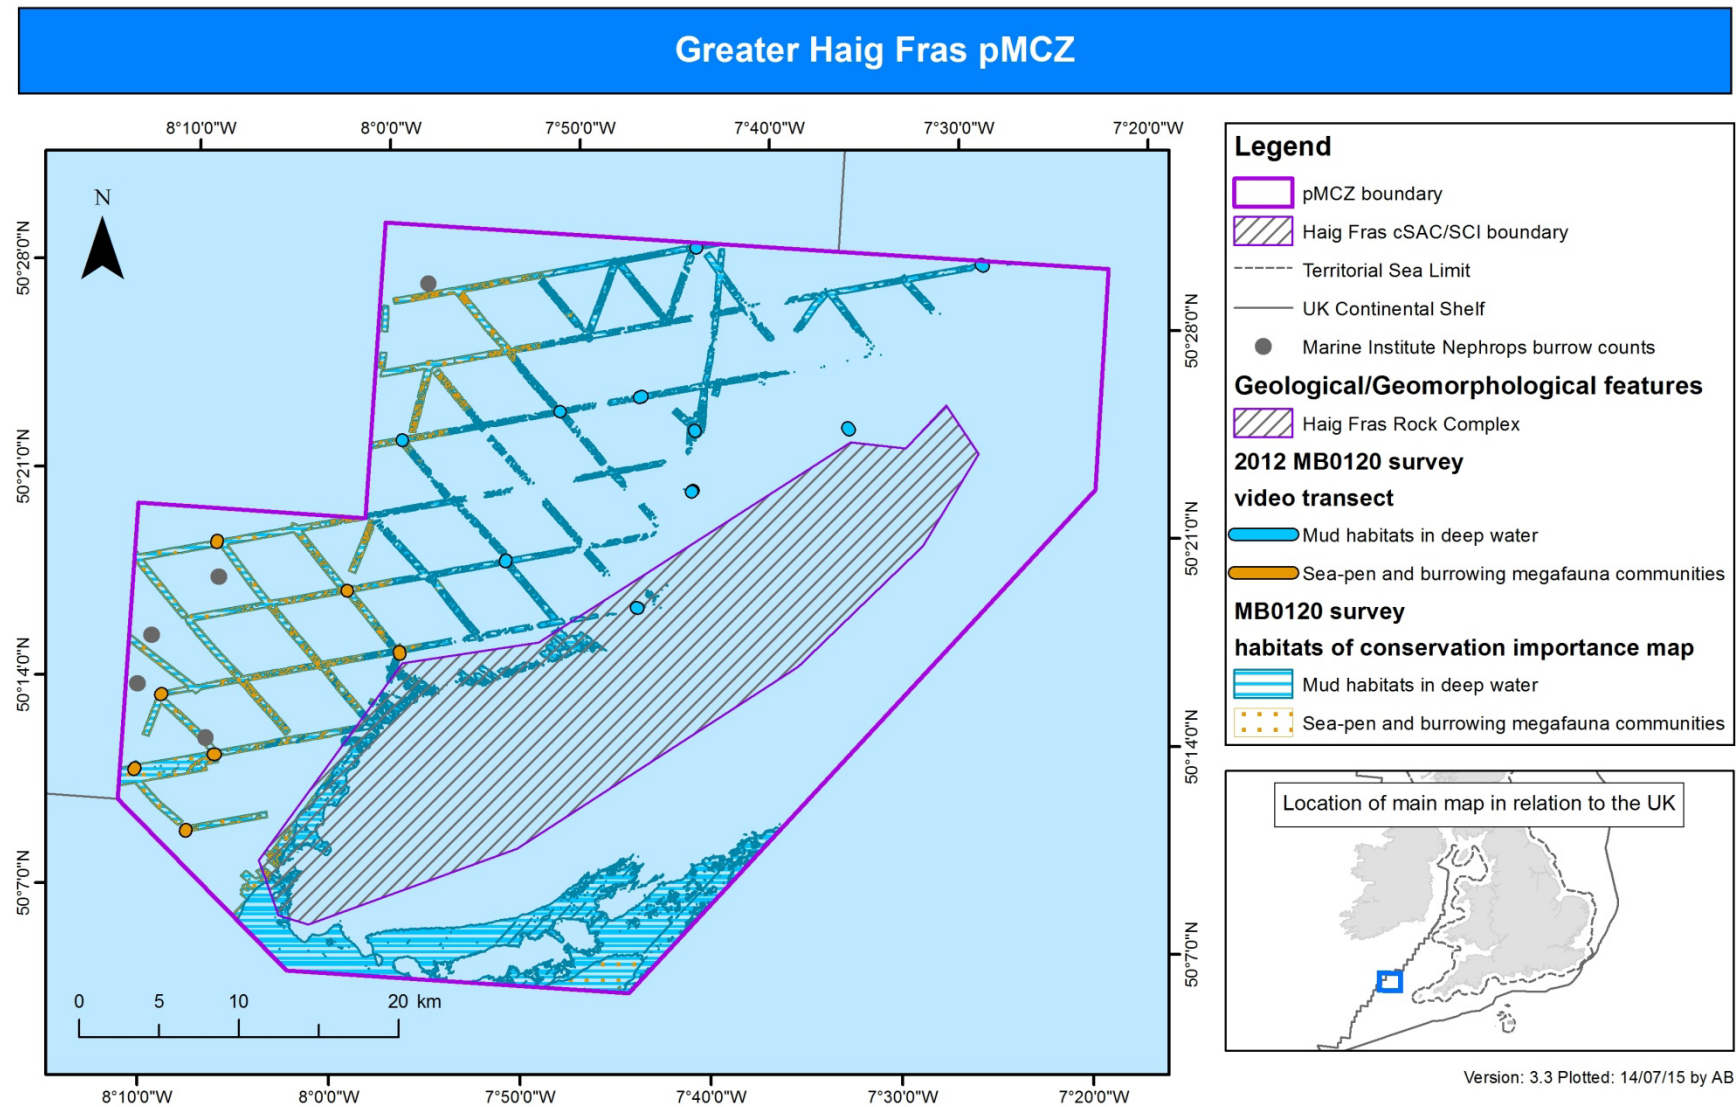 Greater Haig Fras pMCZ
8°10'0"W 8°0'0"W 7°50'0"W 7°40'0"W 7°30'0"W 7°20'0"W
N
50°28'0"N
50°21'0"N
50°14'0"N
50°7'0"N
50°28'0"N
50°21'0"N
50°14'0"N
50°7'0"N
0 5 10 20 km
8°10'0"W 8°0'0"W 7°50'0"W 7°40'0"W 7°30'0"W 7°20'0"W
Legend
pMCZ boundary
Haig Fras cSAC/SCI boundary
Territorial Sea Limit
UK Continental Shelf
Marine Institute Nephrops burrow counts
Geological/Geomorphological features
Haig Fras Rock Complex
2012 MB0120 survey
video transect
Mud habitats in deep water
Sea-pen and burrowing megafauna communities
MB0120 survey
habitats of conservation importance map
Mud habitats in deep water
Sea-pen and burrowing megafauna communities
Location of main map in relation to the UK
Version: 3.3 Plotted: 14/07/15 by AB